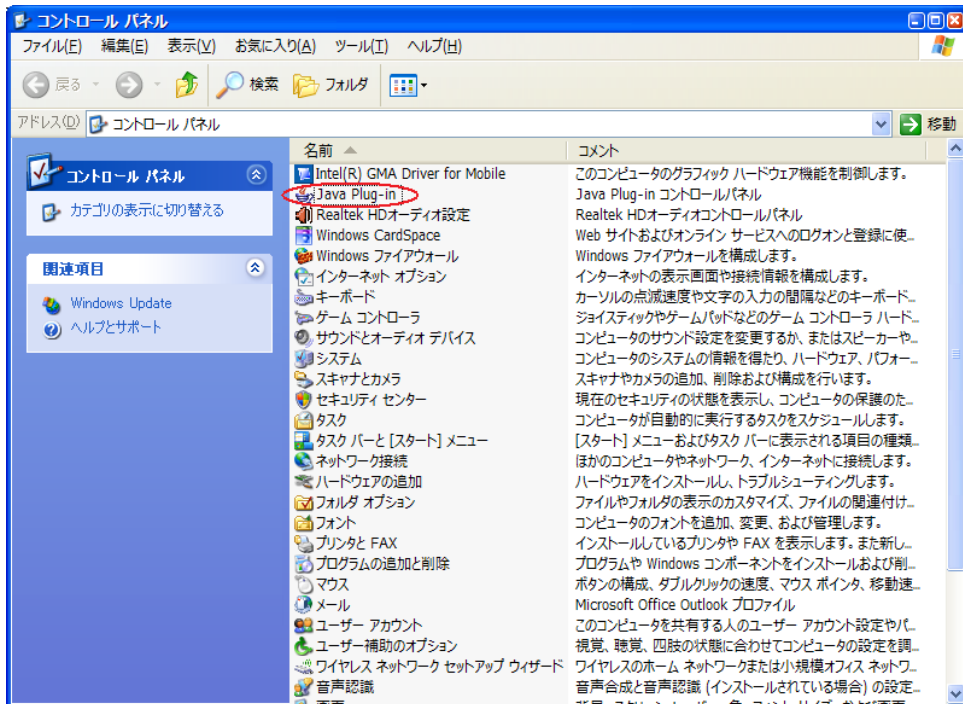 コントロール パネル
ファイル(F) 編集(E) 表示(V) お気に入り(A) ツール(T) ヘルプ(H)
戻る 検索 フォルダ
アドレス(D) コントロール パネル 移動
コントロール パネル
カテゴリの表示に切り替える
関連項目
Windows Update
ヘルプとサポート
名前 コメント
Intel(R) GMA Driver for Mobile このコンピュータのグラフィック ハードウェア機能を制御します。
Java Plug-in Java Plug-in コントロールパネル
Realtek HDオーディオ設定 Realtek HDオーディオコントロールパネル
Windows CardSpace Web サイトおよびオンライン サービスへのログオンと登録に使...
Windows ファイアウォール Windows ファイアウォールを構成します。
インターネット オプション インターネットの表示画面や接続情報を構成します。
キーボード カーソルの点滅速度や文字の入力の間隔などのキーボード...
ゲーム コントローラ ジョイスティックやゲームパッドなどのゲーム コントローラ ハード...
サウンドとオーディオ デバイス コンピュータのサウンド設定を変更するか、またはスピーカーや...
システム コンピュータのシステムの情報を得たり、ハードウェア、パフォー...
スキャナとカメラ スキャナやカメラの追加、削除および構成を行います。
セキュリティ センター 現在のセキュリティの状態を表示し、コンピュータの保護のた...
タスク コンピュータが自動的に実行するタスクをスケジュールします。
タスク バーと [スタート] メニュー [スタート] メニューおよびタスク バーに表示される項目の種類...
ネットワーク接続 ほかのコンピュータやネットワーク、インターネットに接続します。
ハードウェアの追加 ハードウェアをインストールし、トラブルシューティングします。
フォルダ オプション ファイルやフォルダの表示のカスタマイズ、ファイルの関連付け...
フォント コンピュータのフォントを追加、変更、および管理します。
プリンタと FAX インストールしているプリンタや FAX を表示します。また新し...
プログラムの追加と削除 プログラムや Windows コンポーネントをインストールおよび削...
マウス ボタンの構成、ダブルクリックの速度、マウス ポインタ、移動速...
メール Microsoft Office Outlook プロファイル
ユーザー アカウント このコンピュータを共有する人のユーザー アカウント設定やパ...
ユーザー補助のオプション 視覚、聴覚、四肢の状態に合わせてコンピュータの設定を調...
ワイヤレス ネットワーク セットアップ ウィザード ワイヤレスのホーム ネットワークまたは小規模オフィス ネットワ...
音声認識 音声合成と音声認識 (インストールされている場合) の設定...